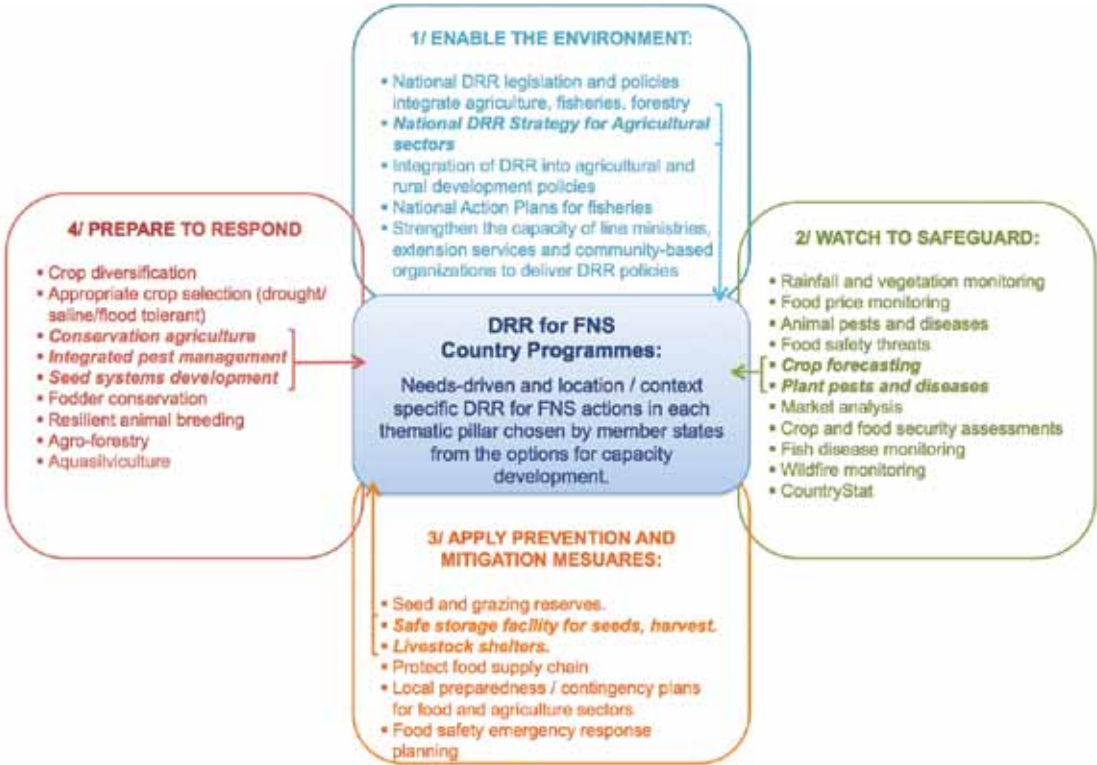 1/ ENABLE THE ENVIRONMENT:
▪ National DRR legislation and policies
integrate agriculture, fisheries, forestry
▪ National DRR Strategy for Agricultural
sectors
▪ Integration of DRR into agricultural and
rural development policies
▪ National Action Plans for fisheries
▪ Strengthen the capacity of line ministries,
extension services and community-based
organizations to deliver DRR policies
4/ PREPARE TO RESPOND
▪ Crop diversification
▪ Appropriate crop selection (drought/
saline/flood tolerant)
▪ Conservation agriculture
▪ Integrated pest management
▪ Seed systems development
▪ Fodder conservation
▪ Resilient animal breeding
▪ Agro-forestry
▪ Aquasilviculture
DRR for FNS
Country Programmes:
Needs-driven and location / context
specific DRR for FNS actions in each
thematic pillar chosen by member states
from the options for capacity
development.
2/ WATCH TO SAFEGUARD:
▪ Rainfall and vegetation monitoring
▪ Food price monitoring
▪ Animal pests and diseases
▪ Food safety threats
▪ Crop forecasting
▪ Plant pests and diseases
▪ Market analysis
▪ Crop and food security assessments
▪ Fish disease monitoring
▪ Wildfire monitoring
▪ CountryStat
3/ APPLY PREVENTION AND
MITIGATION MESUARES:
▪ Seed and grazing reserves.
▪ Safe storage facility for seeds, harvest.
▪ Livestock shelters.
▪ Protect food supply chain
▪ Local preparedness / contingency plans
for food and agriculture sectors
▪ Food safety emergency response
planning